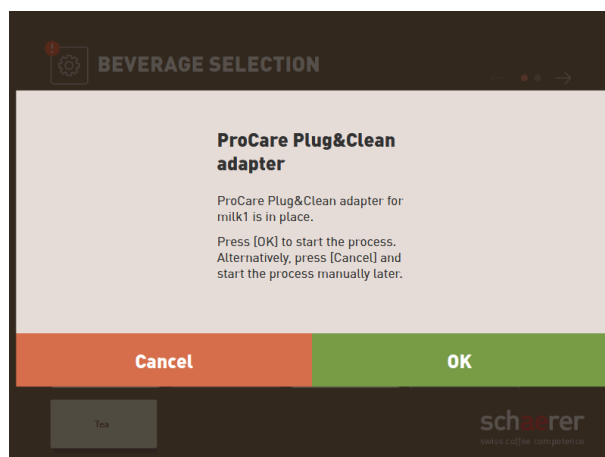 !
BEVERAGE SELECTION
ProCare Plug&Clean
adapter
ProCare Plug&Clean adapter for
milk1 is in place.
Press [OK] to start the process.
Alternatively, press [Cancel] and
start the process manually later.
Cancel
OK
Tea
schaerer
swiss coffee competence